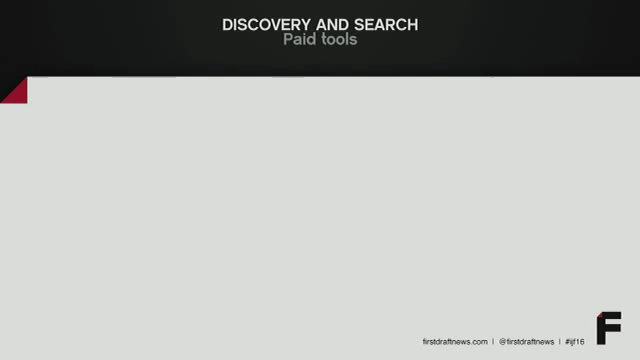 DISCOVERY AND SEARCH
Paid tools
firstdraftnews.com | @firstdraftnews | #ijf16
F